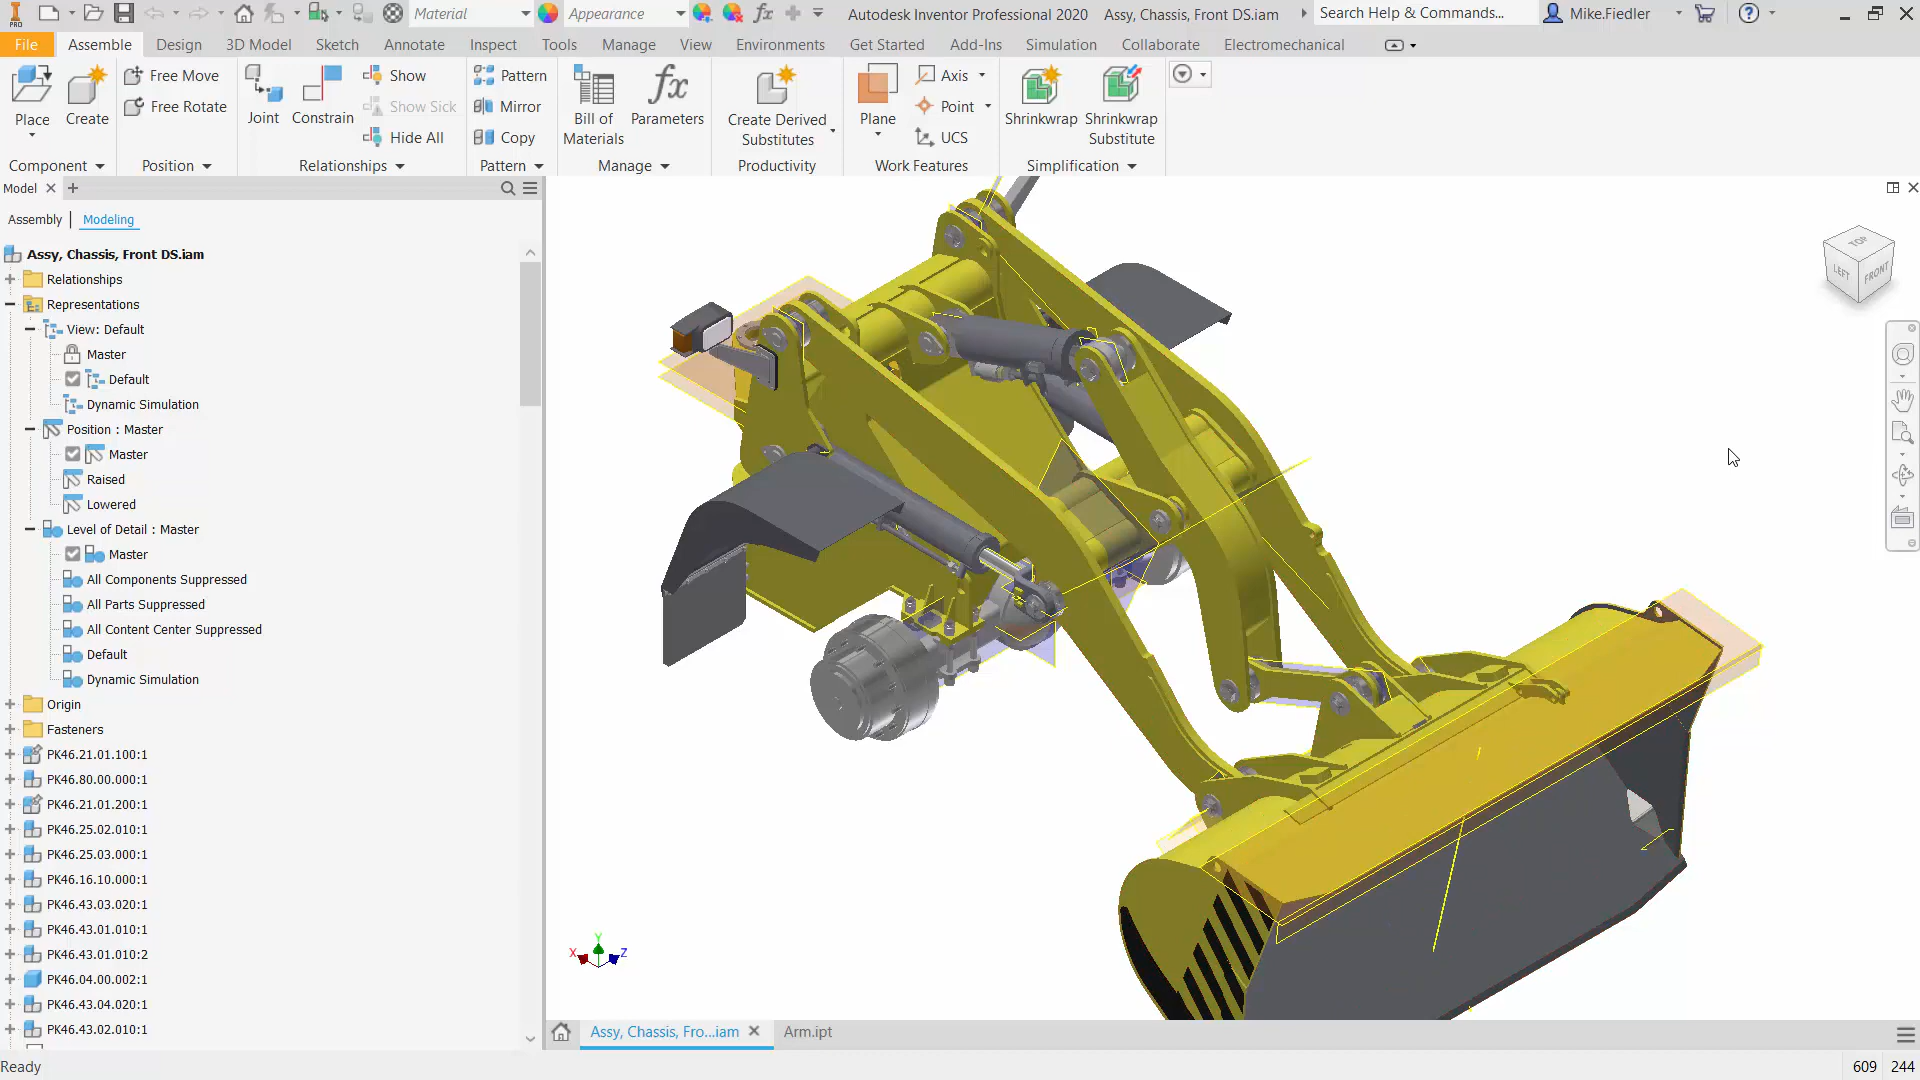 PRO
Material
Appearance
fx
Autodesk Inventor Professional 2020 Assy, Chassis, Front DS.iam
Search Help & Commands...
Mike.Fiedler
File Assemble Design 3D Model Sketch Annotate Inspect Tools Manage View Environments Get Started Add-Ins Simulation Collaborate Electromechanical
Place
Create
Free Move
Free Rotate
Joint
Constrain
Show
Show Sick
Hide All
Pattern
Mirror
Copy
Bill of
Materials
fx
Parameters
Create Derived
Substitutes
Plane
Axis
Point
UCS
Shrinkwrap
Shrinkwrap
Substitute
Component Position Relationships Pattern Manage Productivity Work Features Simplification
Model
Assembly Modeling
Assy, Chassis, Front DS.iam
Relationships
Representations
View: Default
Master
Default
Dynamic Simulation
Position : Master
Master
Raised
Lowered
Level of Detail : Master
Master
All Components Suppressed
All Parts Suppressed
All Content Center Suppressed
Default
Dynamic Simulation
Origin
Fasteners
PK46.21.01.100:1
PK46.80.00.000:1
PK46.21.01.200:1
PK46.25.02.010:1
PK46.25.03.000:1
PK46.16.10.000:1
PK46.43.03.020:1
PK46.43.01.010:1
PK46.43.01.010:2
PK46.04.00.002:1
PK46.43.04.020:1
PK46.43.02.010:1
TOP
LEFT
FRONT
Y
X
Z
Assy, Chassis, Fro...iam
Arm.ipt
Ready
609 244